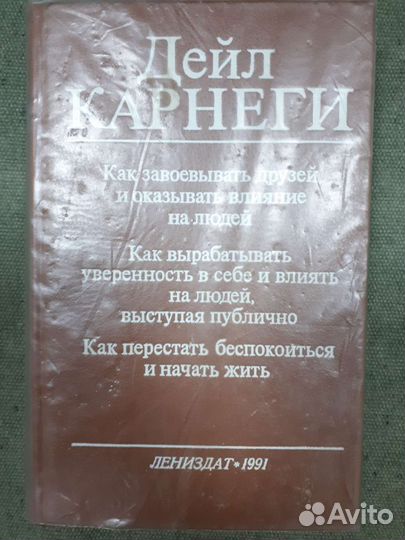 Дейл
КАРНЕГИ
Как завоевывать друзей
и оказывать влияние
на людей
Как вырабатывать
уверенность в себе и влиять
на людей,
выступая публично
Как перестать беспокоиться
и начать жить
ЛЕНИЗДАТ * 1991
Avito